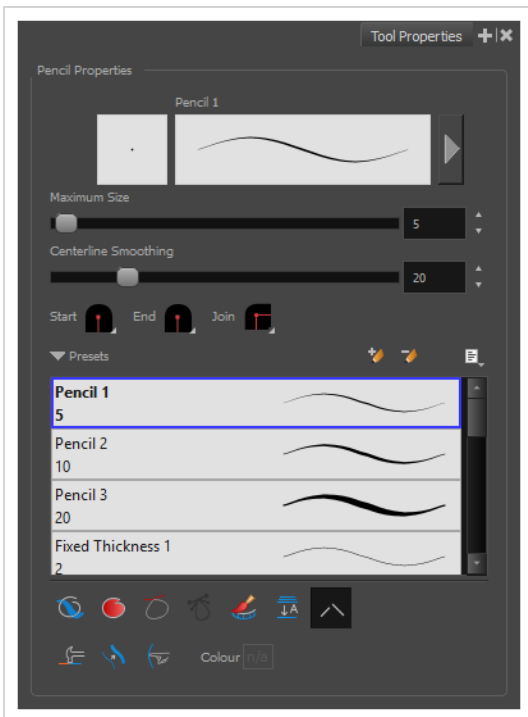 Tool Properties
Pencil Properties
Pencil 1
Maximum Size
5
Centerline Smoothing
20
Start End Join
Presets
Pencil 1
5
Pencil 2
10
Pencil 3
20
Fixed Thickness 1
2
A
Colour n/a